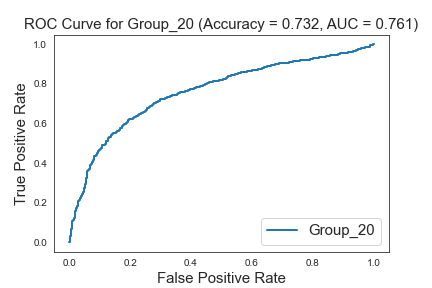 ROC Curve for Group_20 (Accuracy = 0.732, AUC = 0.761)
True Positive Rate
1.0
0.8
0.6
0.4
0.2
0.0
Group_20
0.0 0.2 0.4 0.6 0.8 1.0
False Positive Rate